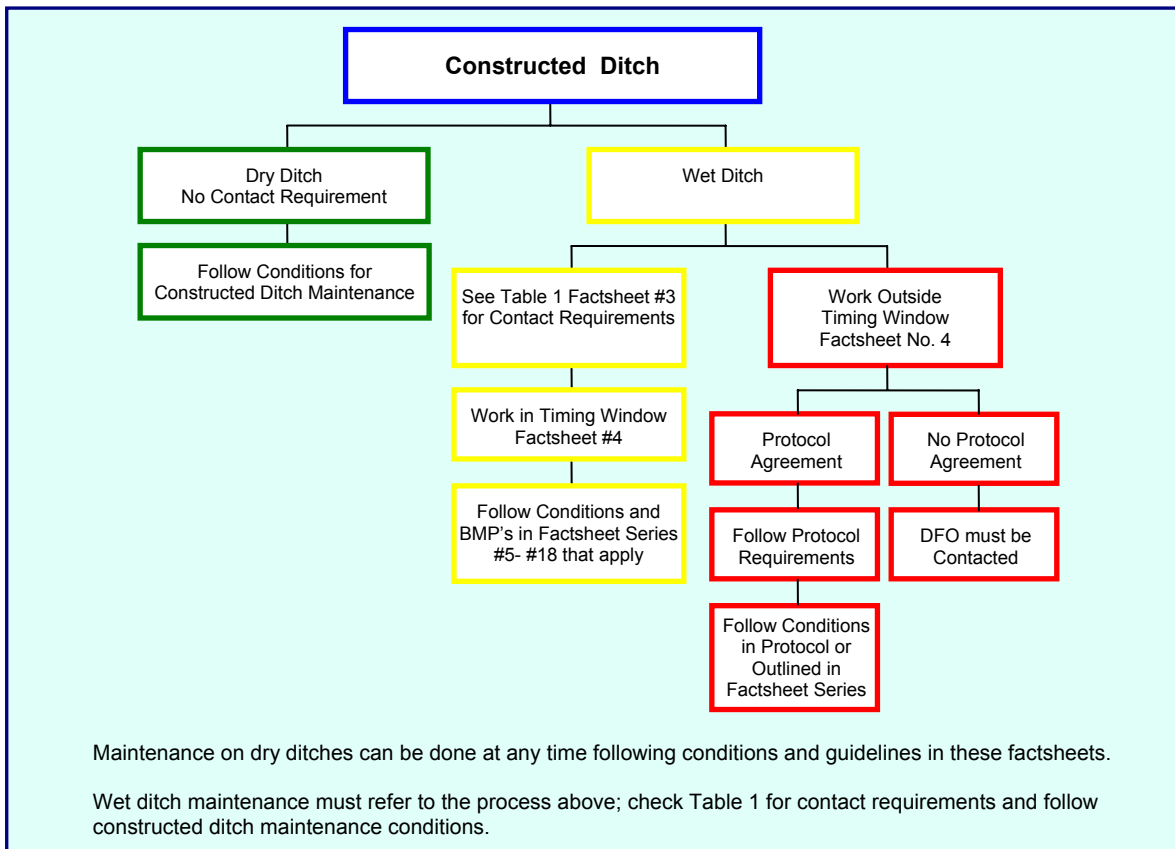 Constructed Ditch
Dry Ditch
No Contact Requirement
Wet Ditch
Follow Conditions for
Constructed Ditch Maintenance
See Table 1 Factsheet #3
for Contact Requirements
Work Outside
Timing Window
Factsheet No. 4
Work in Timing Window
Factsheet #4
Protocol
Agreement
No Protocol
Agreement
Follow Conditions and
BMP's in Factsheet Series
#5- #18 that apply
Follow Protocol
Requirements
DFO must be
Contacted
Follow Conditions
in Protocol or
Outlined in
Factsheet Series
Maintenance on dry ditches can be done at any time following conditions and guidelines in these factsheets.
Wet ditch maintenance must refer to the process above; check Table 1 for contact requirements and follow
constructed ditch maintenance conditions.